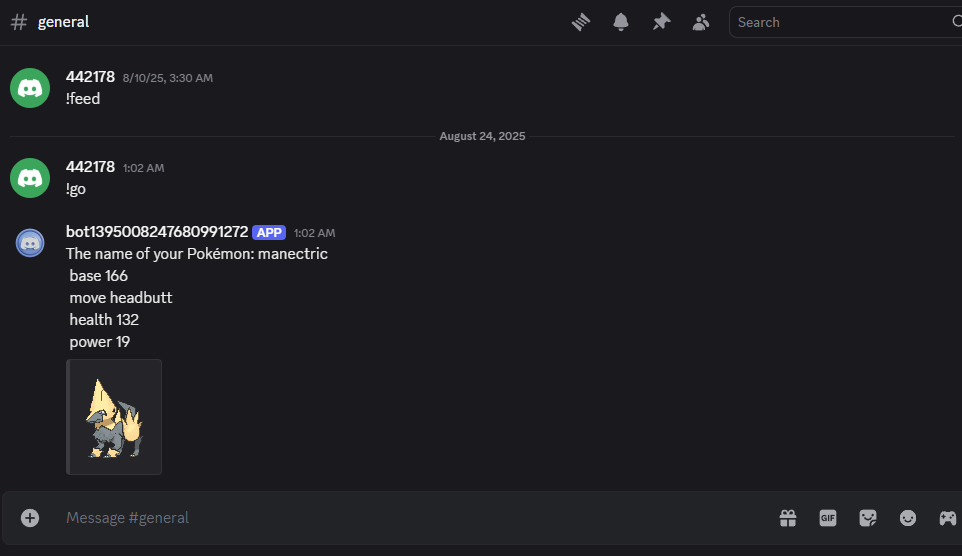 # general
Search
442178 8/10/25, 3:30 AM
!feed
August 24, 2025
442178 1:02 AM
!go
bot1395008247680991272 APP 1:02 AM
The name of your Pokémon: manectric
base 166
move headbutt
health 132
power 19
Message #general
GIF